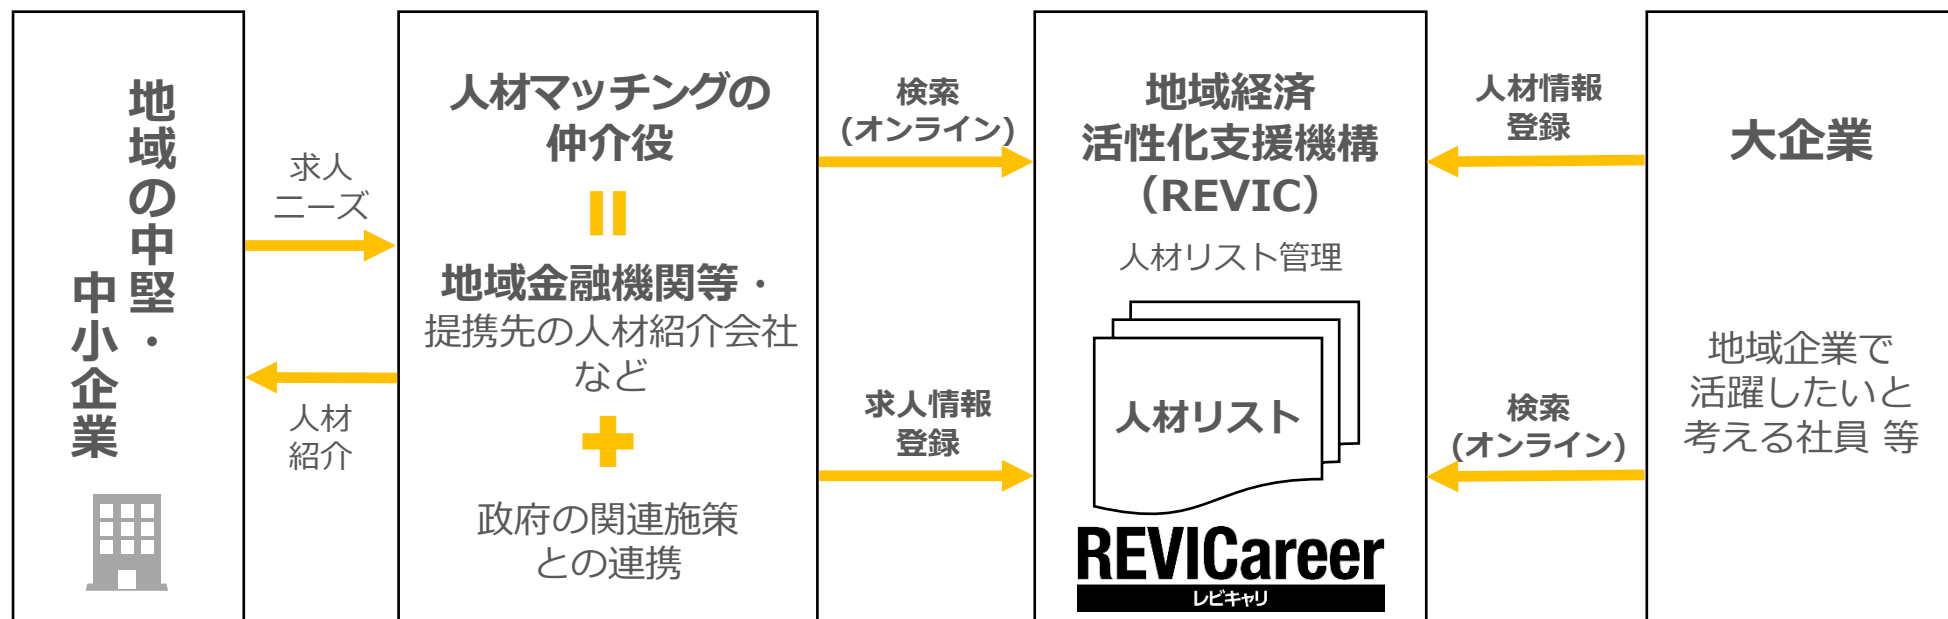 地域の中堅・
中小企業
求人
ニーズ
人材
紹介
人材マッチングの
仲介役
地域金融機関等・
提携先の人材紹介会社
など
政府の関連施策
との連携
検索
(オンライン)
求人情報
登録
地域経済
活性化支援機構
（REVIC）
人材リスト管理
人材リスト
REVICareer
レビキャリ
人材情報
登録
検索
(オンライン)
大企業
地域企業で
活躍したいと
考える社員 等